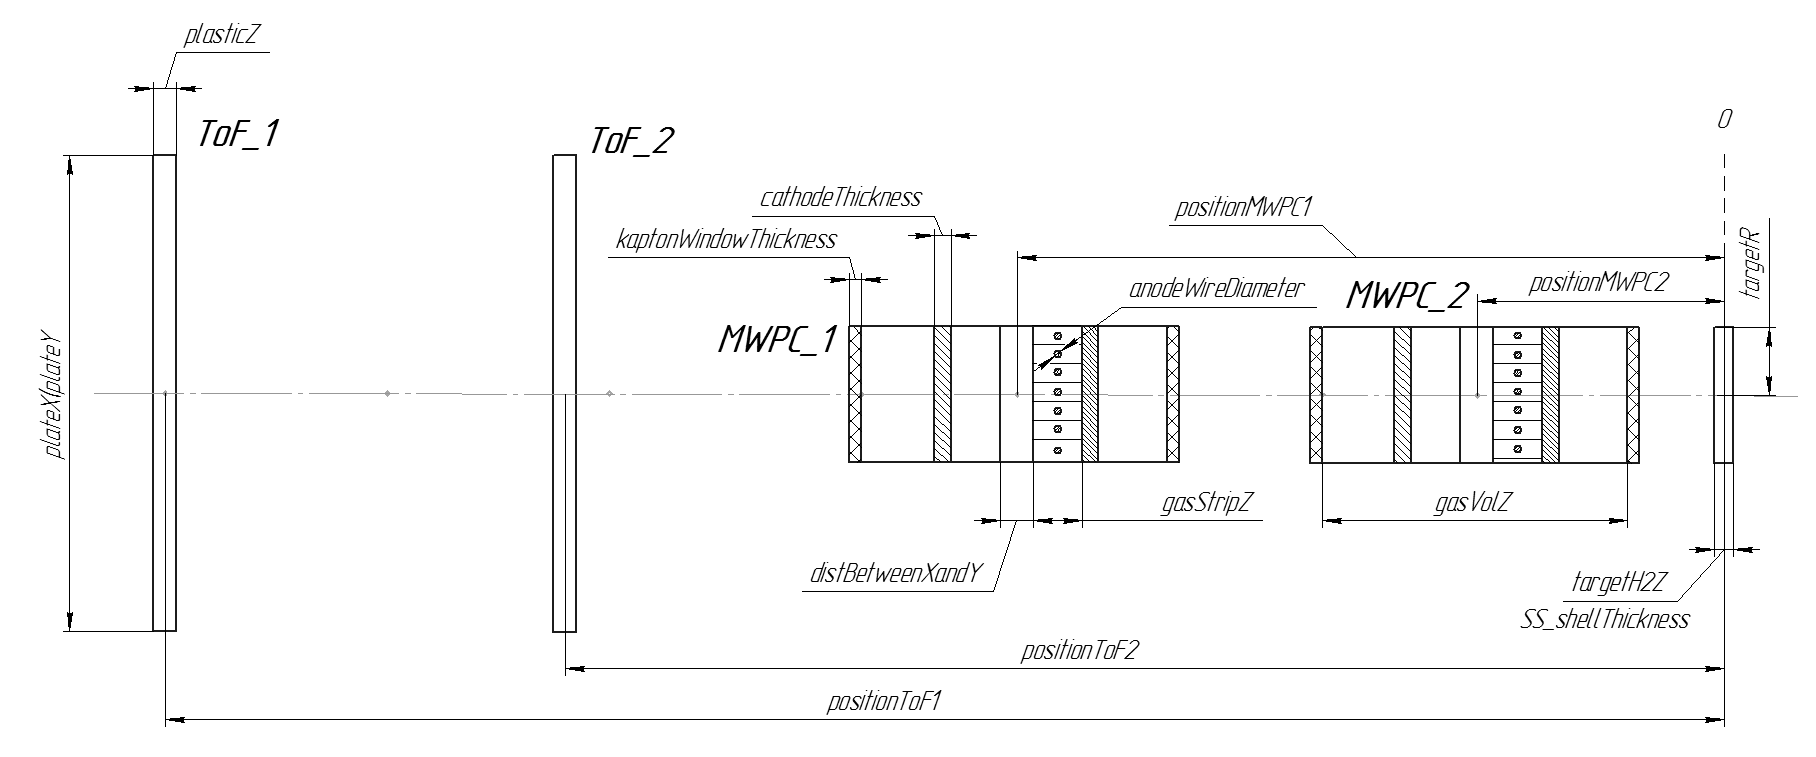 plasticZ
ToF_1
ToF_2
O
cathodeThickness
positionMWPC1
kaptonWindowThickness
targetR
positionMWPC2
anodeWireDiameter
MWPC_2
MWPC_1
plateX|plateY
gasStripZ
gasVolZ
distBetweenXandY
targetH2Z
SS_shellThickness
positionToF2
positionToF1